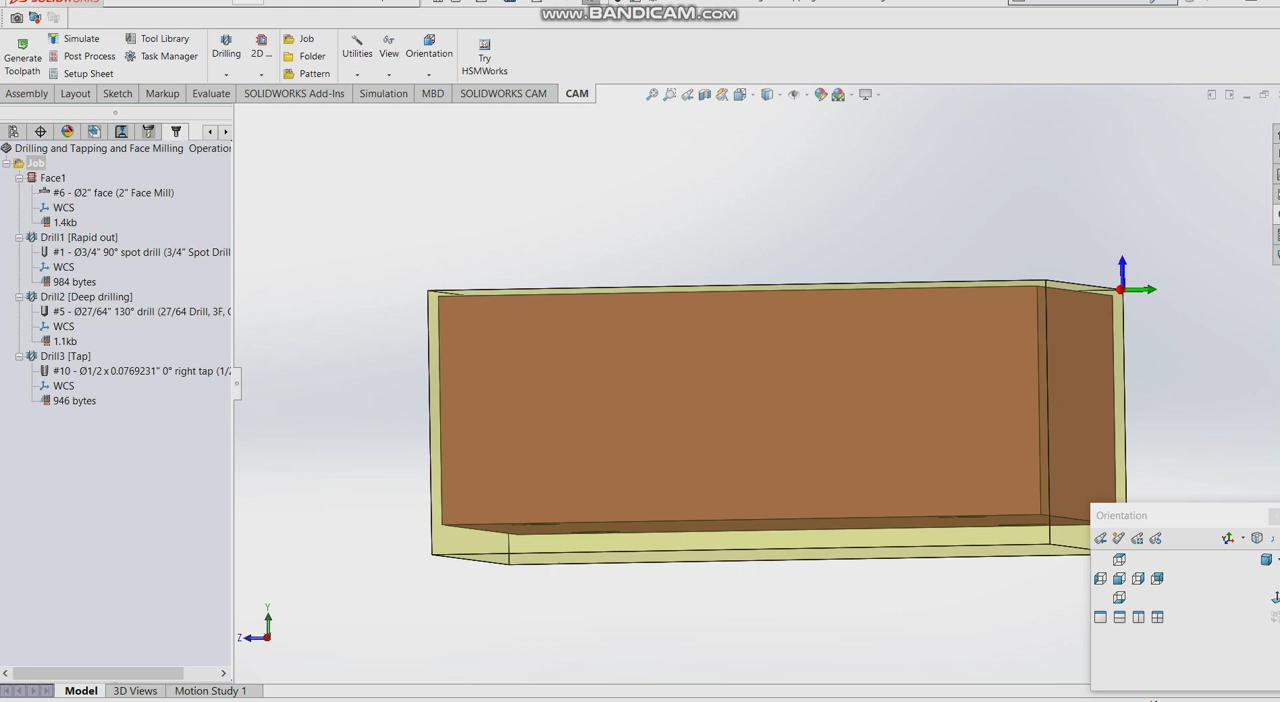 SOLIDWORKS
www.BANDICAM.com
Simulate
Tool Library
Generate Toolpath
Post Process
Task Manager
Setup Sheet
Drilling
2D ...
Job
Folder
Pattern
Utilities
View
Orientation
Try HSMWorks
Assembly
Layout
Sketch
Markup
Evaluate
SOLIDWORKS Add-Ins
Simulation
MBD
SOLIDWORKS CAM
CAM
Drilling and Tapping and Face Milling Operation
Job
Face1
#6 - Ø2" face (2" Face Mill)
WCS
1.4kb
Drill1 [Rapid out]
#1 - Ø3/4" 90° spot drill (3/4" Spot Drill
WCS
984 bytes
Drill2 [Deep drilling]
#5 - Ø27/64" 130° drill (27/64 Drill, 3F,
WCS
1.1kb
Drill3 [Tap]
#10 - Ø1/2 x 0.0769231" 0° right tap (1/
WCS
946 bytes
Orientation
Y
Z
Model
3D Views
Motion Study 1